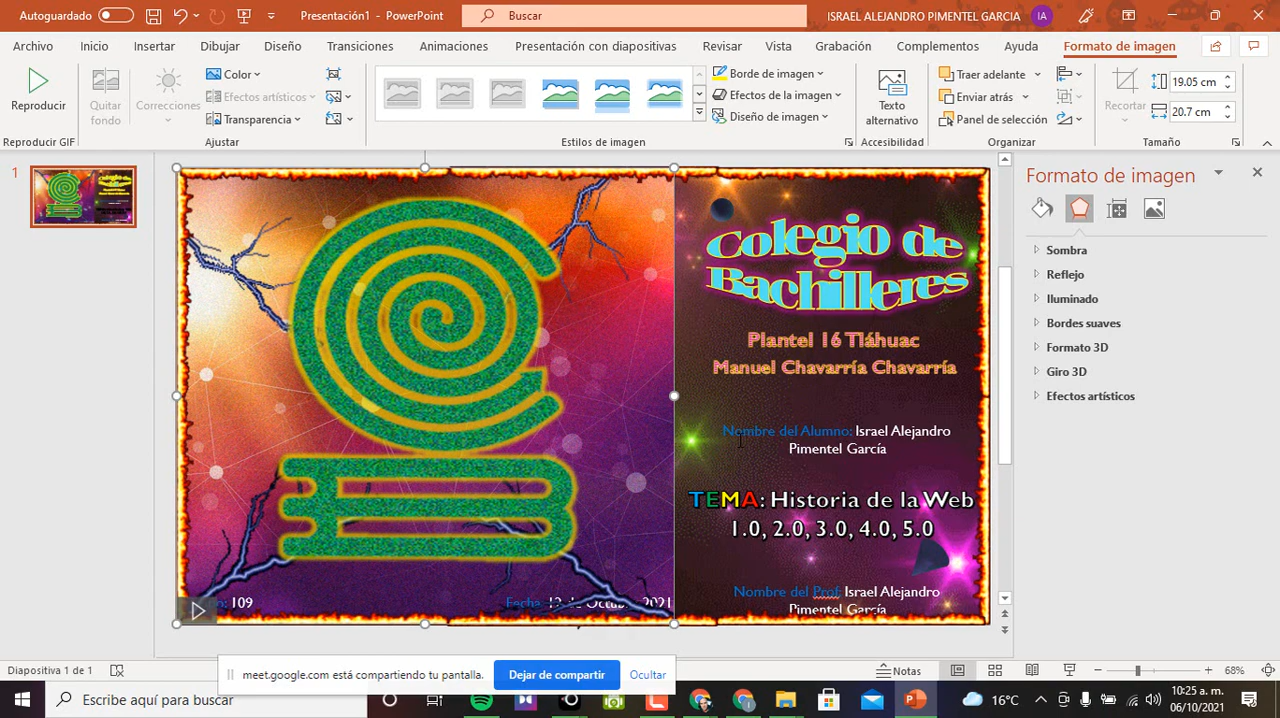 Autoguardado
Presentación1 - PowerPoint
Buscar
ISRAEL ALEJANDRO PIMENTEL GARCIA
IA
Archivo
Inicio
Insertar
Dibujar
Diseño
Transiciones
Animaciones
Presentación con diapositivas
Revisar
Vista
Grabación
Complementos
Ayuda
Formato de imagen
Reproducir
Quitar fondo
Correcciones
Color
Efectos artísticos
Transparencia
Borde de imagen
Efectos de la imagen
Diseño de imagen
Texto alternativo
Traer adelante
Enviar atrás
Panel de selección
Recortar
19.05 cm
20.7 cm
Reproducir GIF
Ajustar
Estilos de imagen
Accesibilidad
Organizar
Tamaño
1
Colegio de
Bachilleres
Plantel 16 Tláhuac
Manuel Chavarría Chavarría
Nombre del Alumno: Israel Alejandro
Pimentel García
TEMA: Historia de la Web
1.0, 2.0, 3.0, 4.0, 5.0
Nombre del Prof: Israel Alejandro
Pimentel García
109
Fecha: 12 de Octubre 2021
Formato de imagen
Sombra
Reflejo
Iluminado
Bordes suaves
Formato 3D
Giro 3D
Efectos artísticos
Diapositiva 1 de 1
Notas
68%
meet.google.com está compartiendo tu pantalla.
Dejar de compartir
Ocultar
Escribe aquí para buscar
16°C
10:25 a. m.
06/10/2021